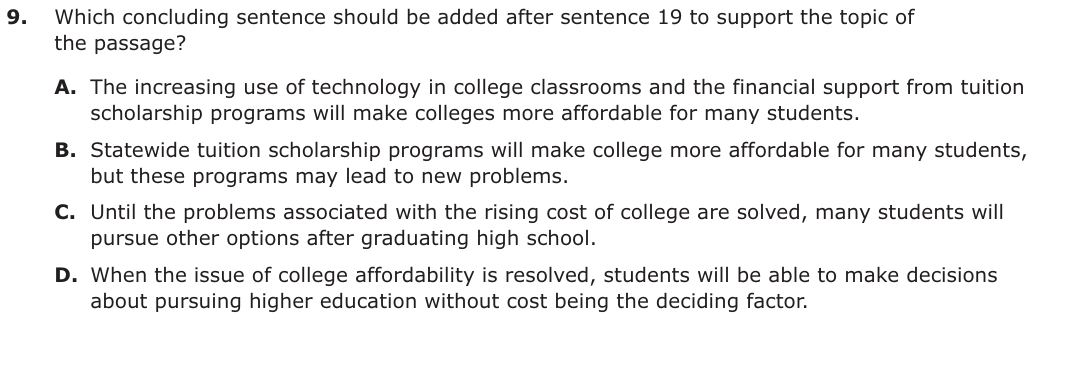 9. Which concluding sentence should be added after sentence 19 to support the topic of
the passage?
A. The increasing use of technology in college classrooms and the financial support from tuition
scholarship programs will make colleges more affordable for many students.
B. Statewide tuition scholarship programs will make college more affordable for many students,
but these programs may lead to new problems.
C. Until the problems associated with the rising cost of college are solved, many students will
pursue other options after graduating high school.
D. When the issue of college affordability is resolved, students will be able to make decisions
about pursuing higher education without cost being the deciding factor.